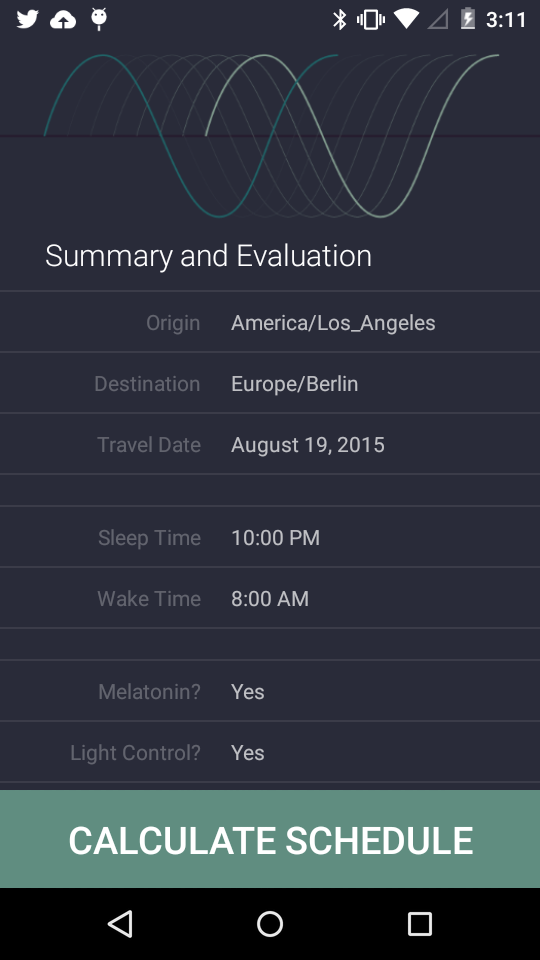 3:11
Summary and Evaluation
Origin America/Los_Angeles
Destination Europe/Berlin
Travel Date August 19, 2015
Sleep Time 10:00 PM
Wake Time 8:00 AM
Melatonin? Yes
Light Control? Yes
CALCULATE SCHEDULE